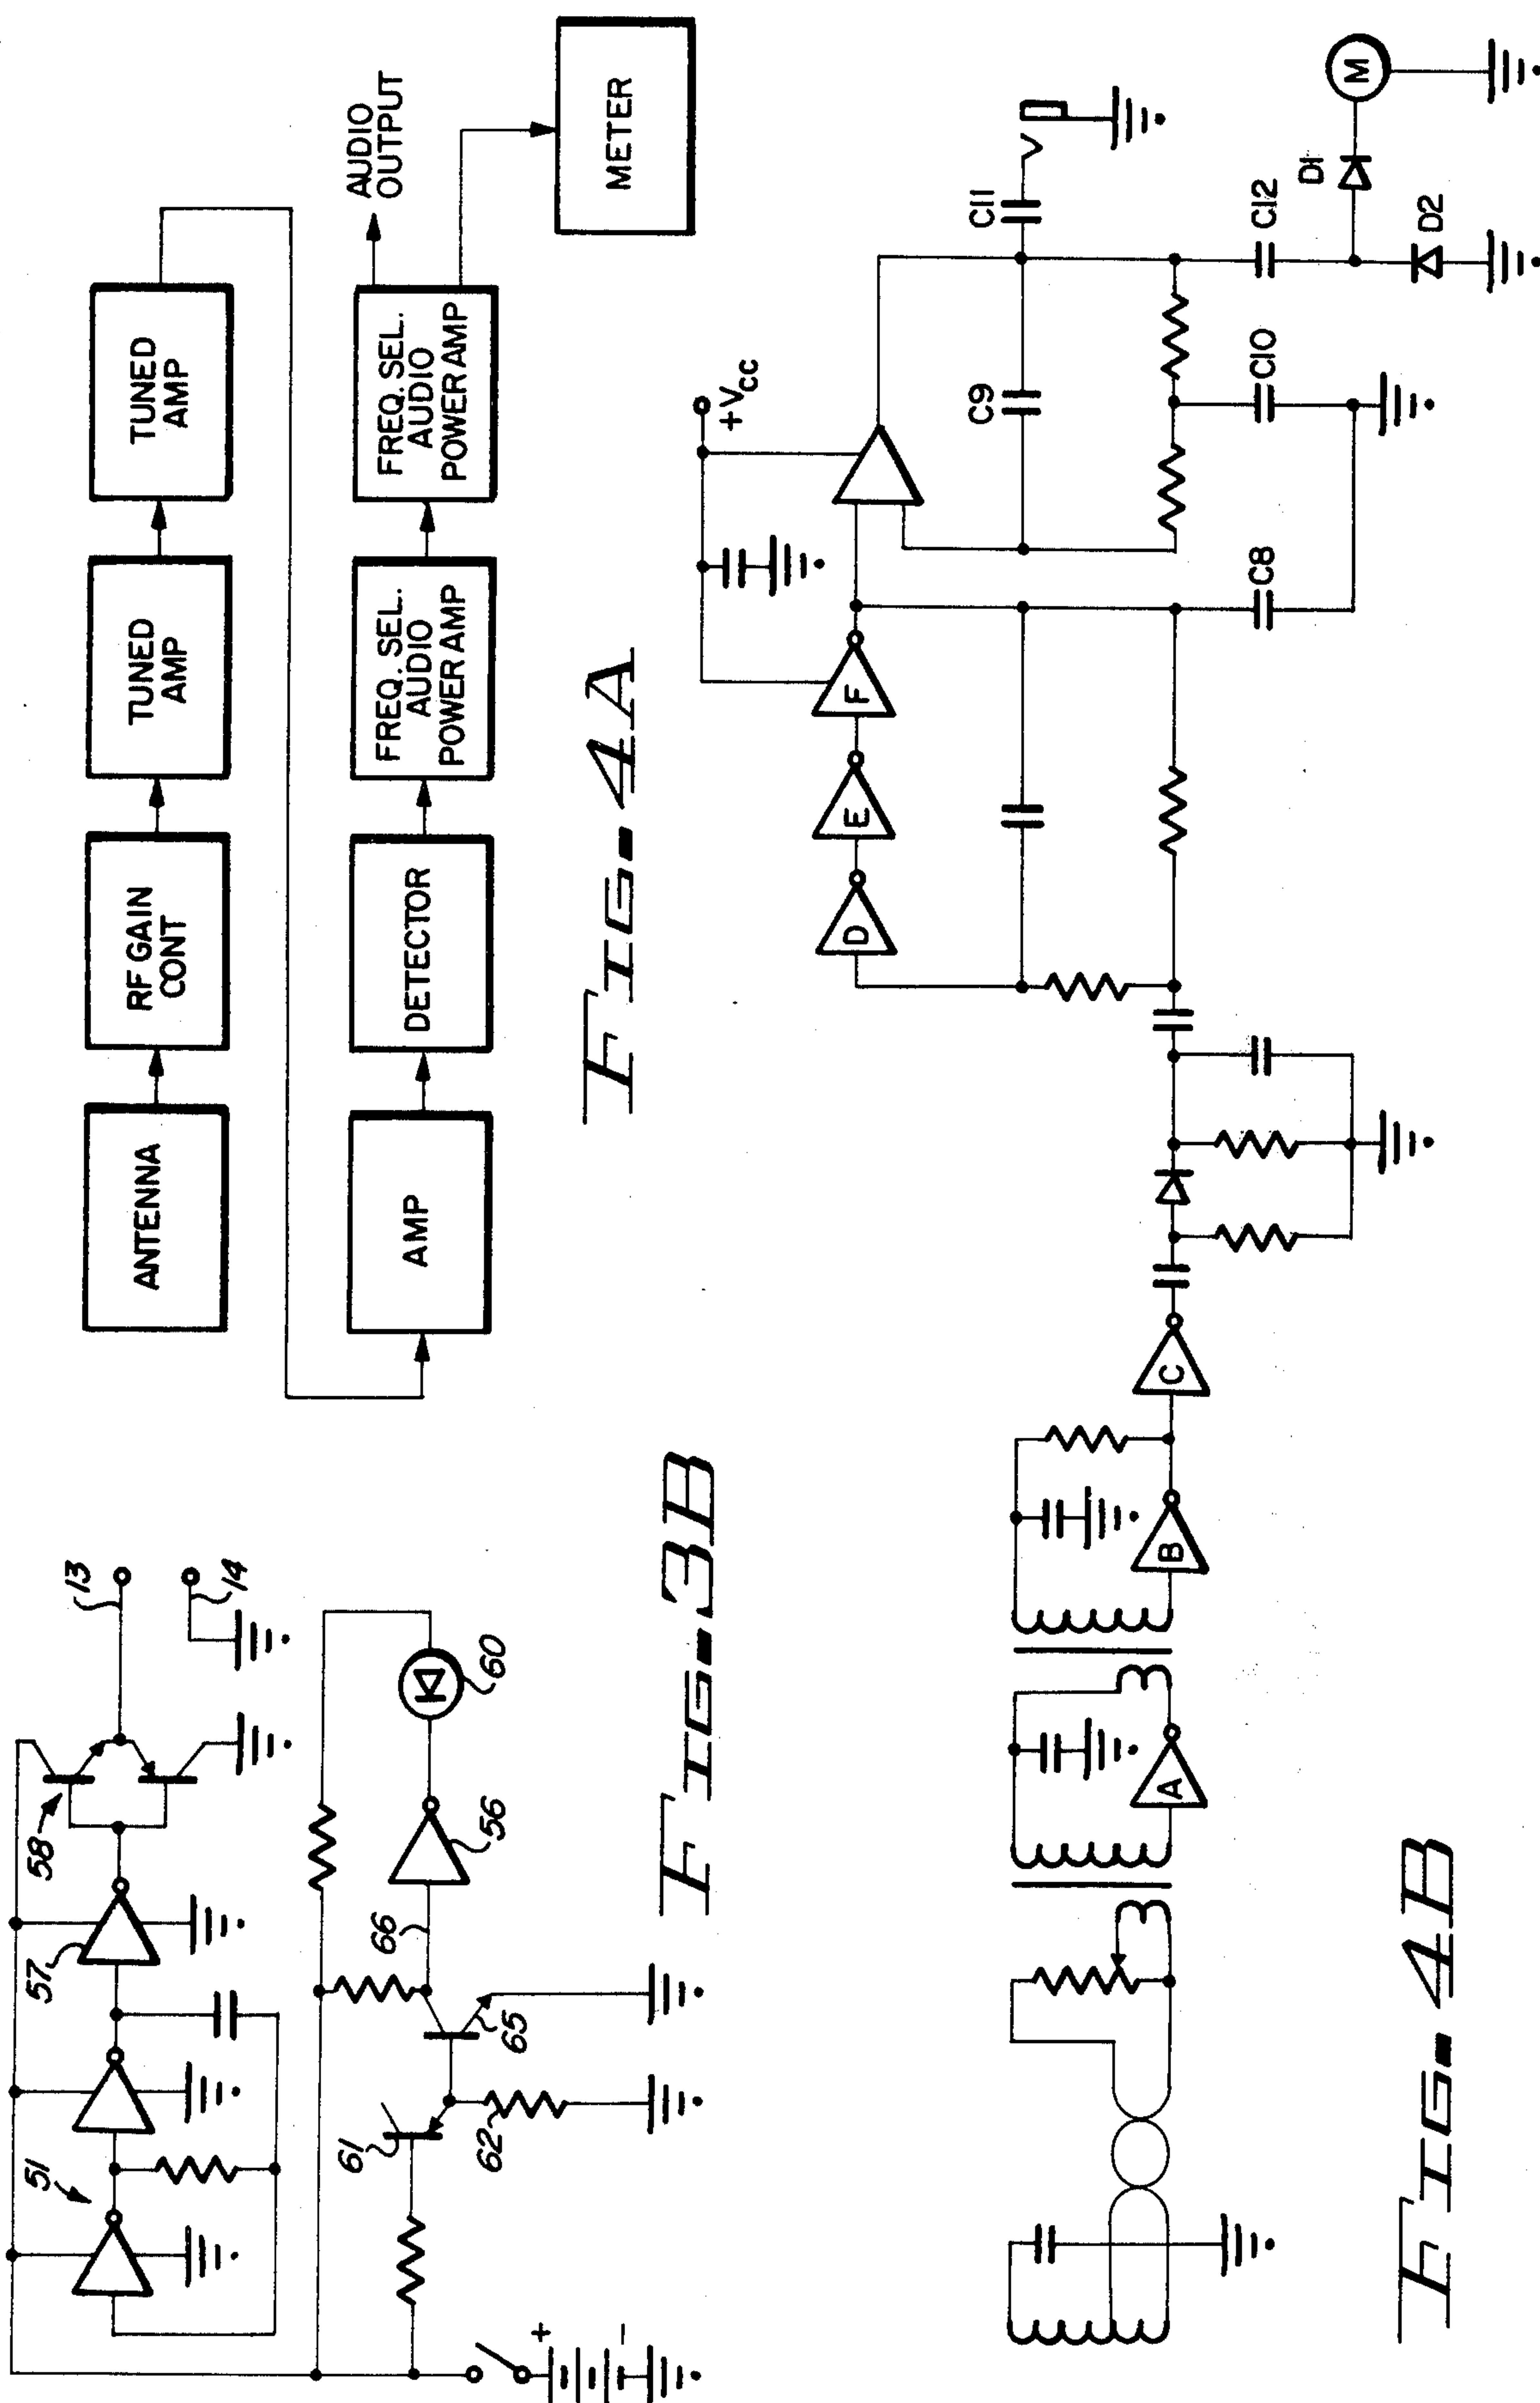 13
14
58
57
51
+
-
66
56
60
61
62
65
FIG. 3B
ANTENNA
RF GAIN
CONT
TUNED
AMP
TUNED
AMP
AMP
DETECTOR
FREQ. SEL.
AUDIO
POWER AMP
FREQ. SEL.
AUDIO
POWER AMP
AUDIO
OUTPUT
METER
FIG. 4A
A
B
C
D
E
F
+VCC
C8
C9
C10
C11
C12
D1
D2
M
FIG. 4B